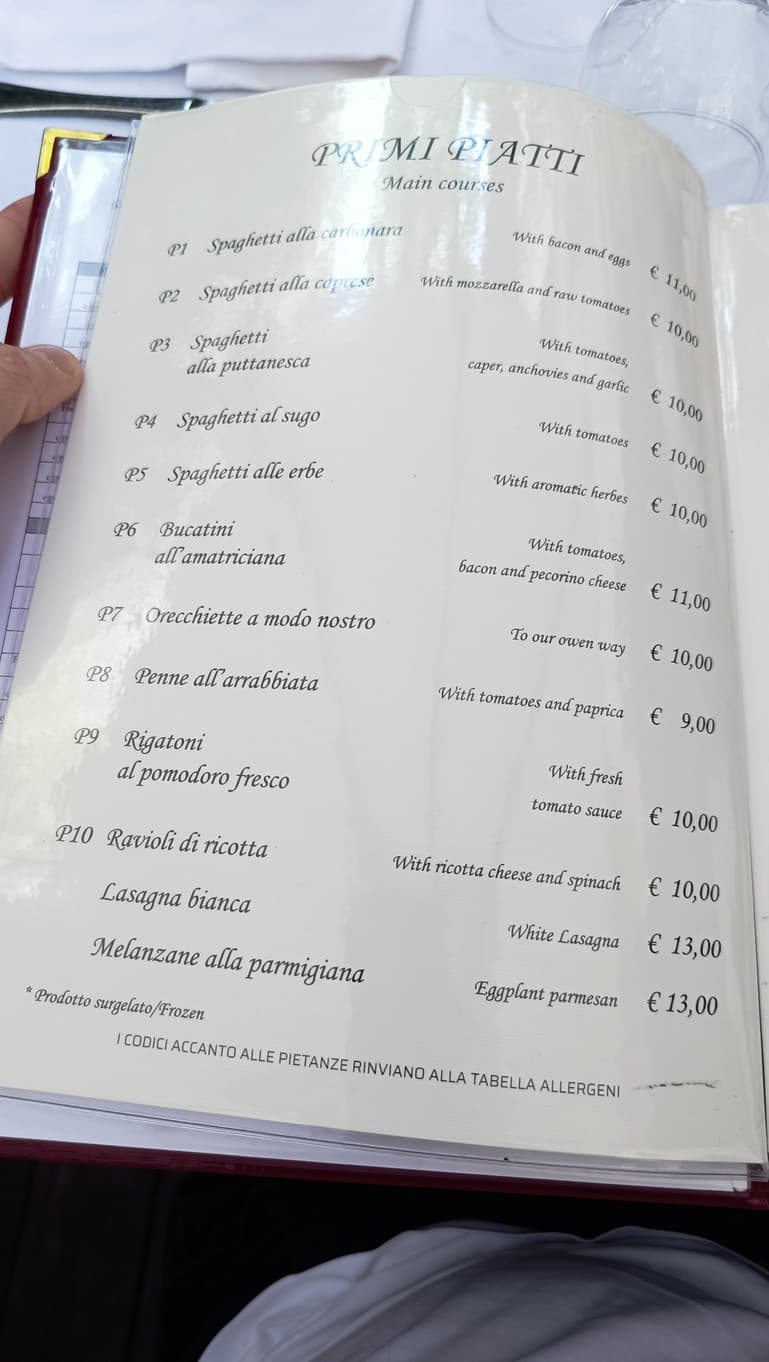 PRIMI PIATTI
Main courses
P1 Spaghetti alla carbonara With bacon and eggs € 11,00
P2 Spaghetti alla caprese With mozzarella and raw tomatoes € 10,00
P3 Spaghetti With tomatoes,
alla puttanesca caper, anchovies and garlic € 10,00
P4 Spaghetti al sugo With tomatoes € 10,00
P5 Spaghetti alle erbe With aromatic herbes € 10,00
P6 Bucatini With tomatoes,
all'amatriciana bacon and pecorino cheese € 11,00
P7 Orecchiette a modo nostro To our owen way € 10,00
P8 Penne all'arrabbiata With tomatoes and paprica € 9,00
P9 Rigatoni With fresh
al pomodoro fresco tomato sauce € 10,00
P10 Ravioli di ricotta With ricotta cheese and spinach € 10,00
Lasagna bianca White Lasagna € 13,00
Melanzane alla parmigiana Eggplant parmesan € 13,00
* Prodotto surgelato/Frozen
I CODICI ACCANTO ALLE PIETANZE RINVIANO ALLA TABELLA ALLERGENI